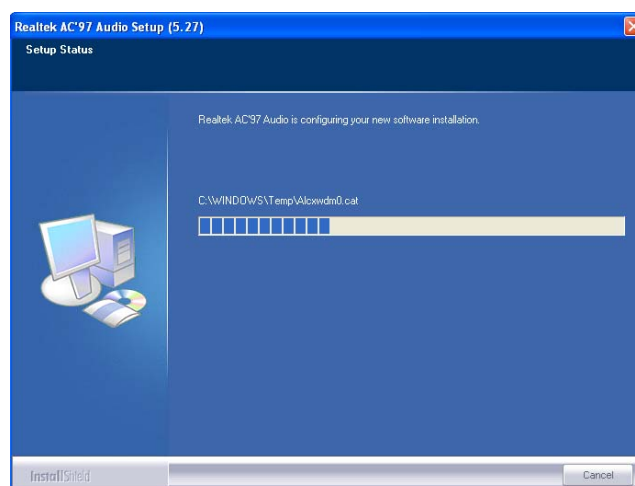 Realtek AC'97 Audio Setup (5.27)
Setup Status
Realtek AC'97 Audio is configuring your new software installation.
C:\WINDOWS\Temp\Alcxwdm0.cat
InstallShield
Cancel